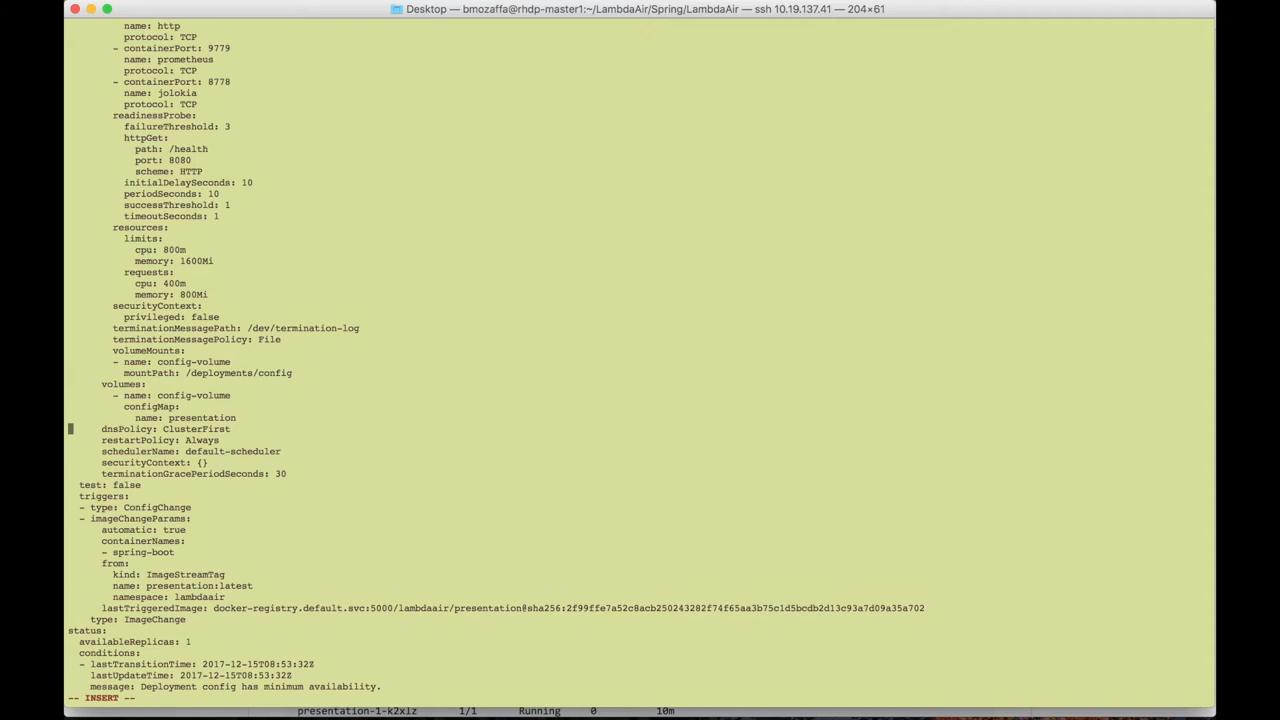 Desktop — bmozaffa@rhdp-master1:~/LambdaAir/Spring/LambdaAir — ssh 10.19.137.41 — 204×61
name: http
protocol: TCP
- containerPort: 9779
name: prometheus
protocol: TCP
- containerPort: 8778
name: jolokia
protocol: TCP
readinessProbe:
failureThreshold: 3
httpGet:
path: /health
port: 8080
scheme: HTTP
initialDelaySeconds: 10
periodSeconds: 10
successThreshold: 1
timeoutSeconds: 1
resources:
limits:
cpu: 800m
memory: 1600Mi
requests:
cpu: 400m
memory: 800Mi
securityContext:
privileged: false
terminationMessagePath: /dev/termination-log
terminationMessagePolicy: File
volumeMounts:
- name: config-volume
mountPath: /deployments/config
volumes:
- name: config-volume
configMap:
name: presentation
dnsPolicy: ClusterFirst
restartPolicy: Always
schedulerName: default-scheduler
securityContext: {}
terminationGracePeriodSeconds: 30
test: false
triggers:
- type: ConfigChange
- imageChangeParams:
automatic: true
containerNames:
- spring-boot
from:
kind: ImageStreamTag
name: presentation:latest
namespace: lambdaair
lastTriggeredImage: docker-registry.default.svc:5000/lambdaair/presentation@sha256:2f99ffe7a52c8acb250243282f74f65aa3b75c1d5bcdb2d13c93a7d09a35a702
type: ImageChange
status:
availableReplicas: 1
conditions:
- lastTransitionTime: 2017-12-15T08:53:32Z
lastUpdateTime: 2017-12-15T08:53:32Z
message: Deployment config has minimum availability.
-- INSERT --
presentation-1-k2xlz 1/1 Running 0 10m